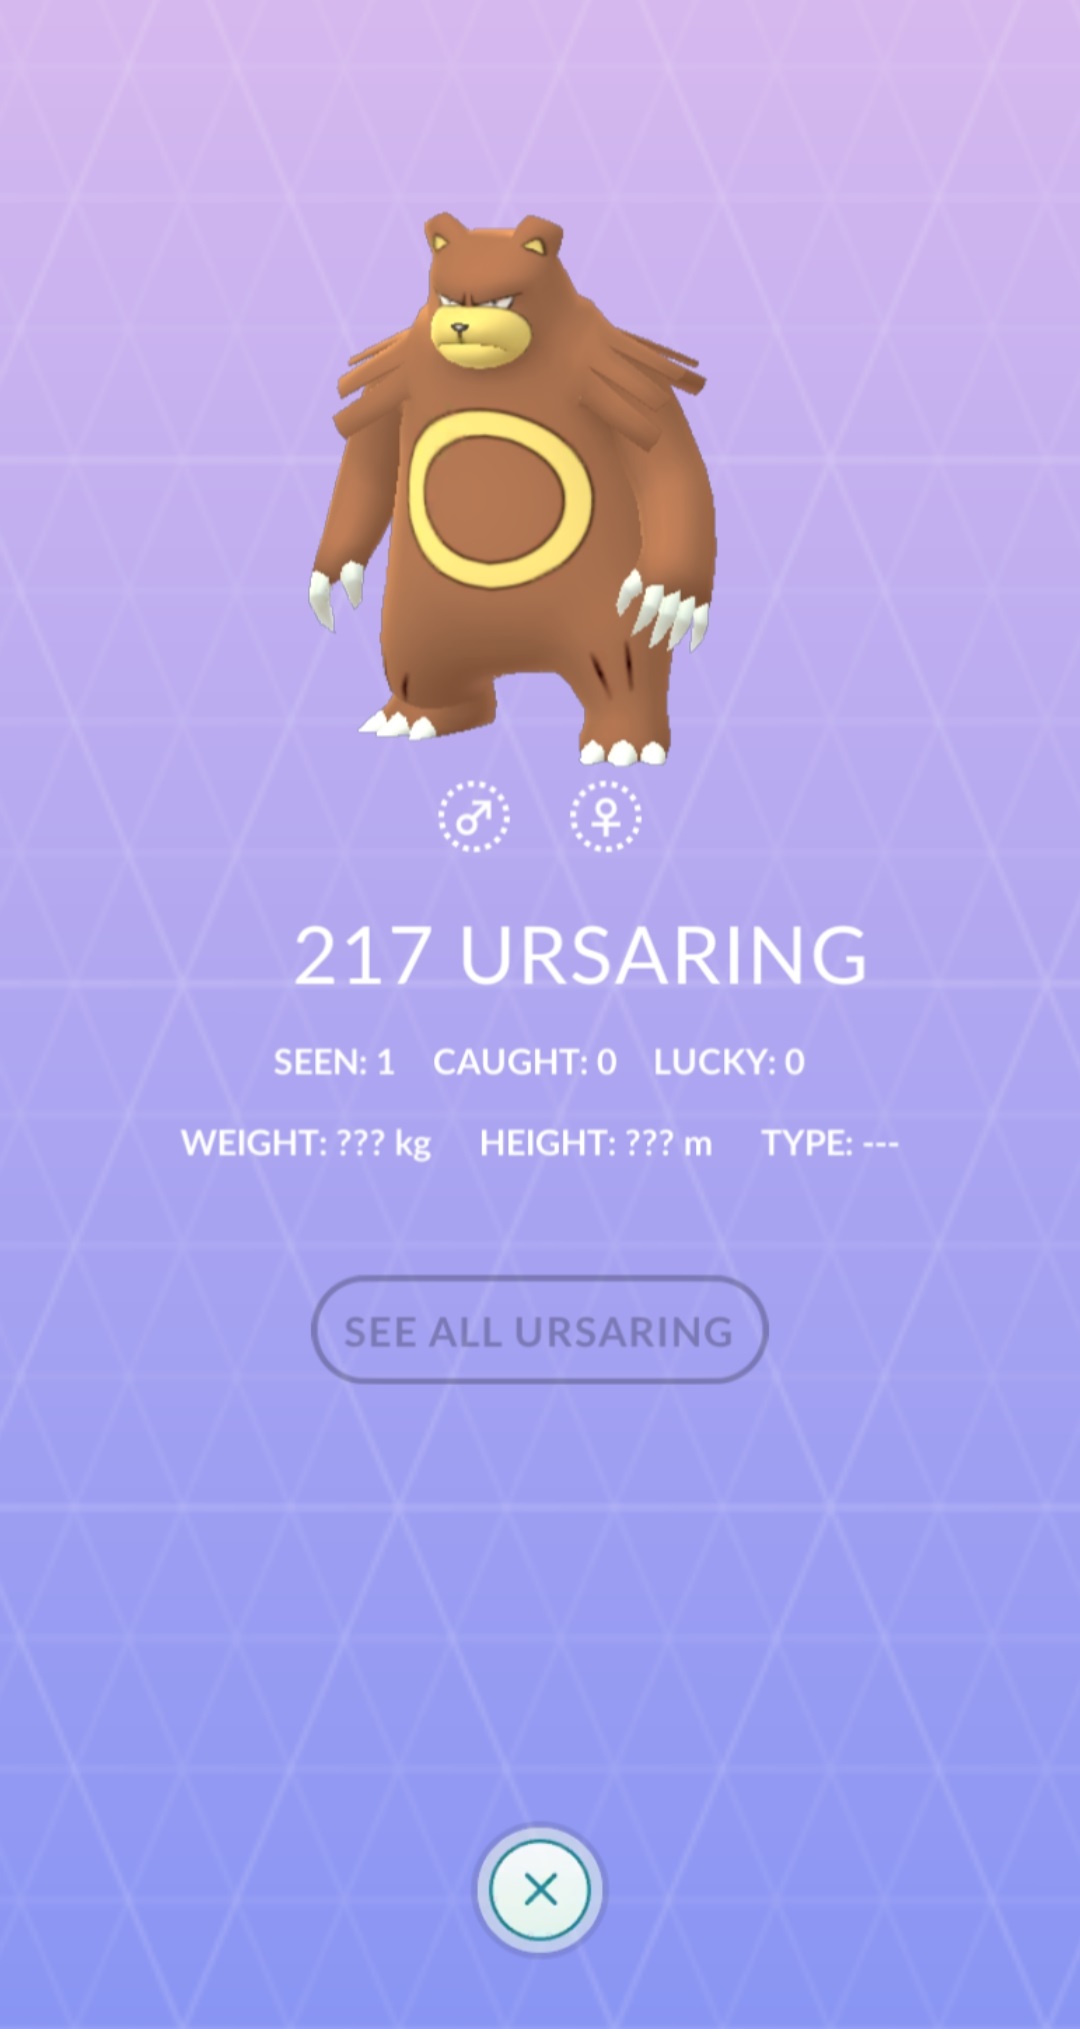 217 URSARING
SEEN: 1 CAUGHT: 0 LUCKY: 0
WEIGHT: ??? kg HEIGHT: ??? m TYPE: ---
SEE ALL URSARING